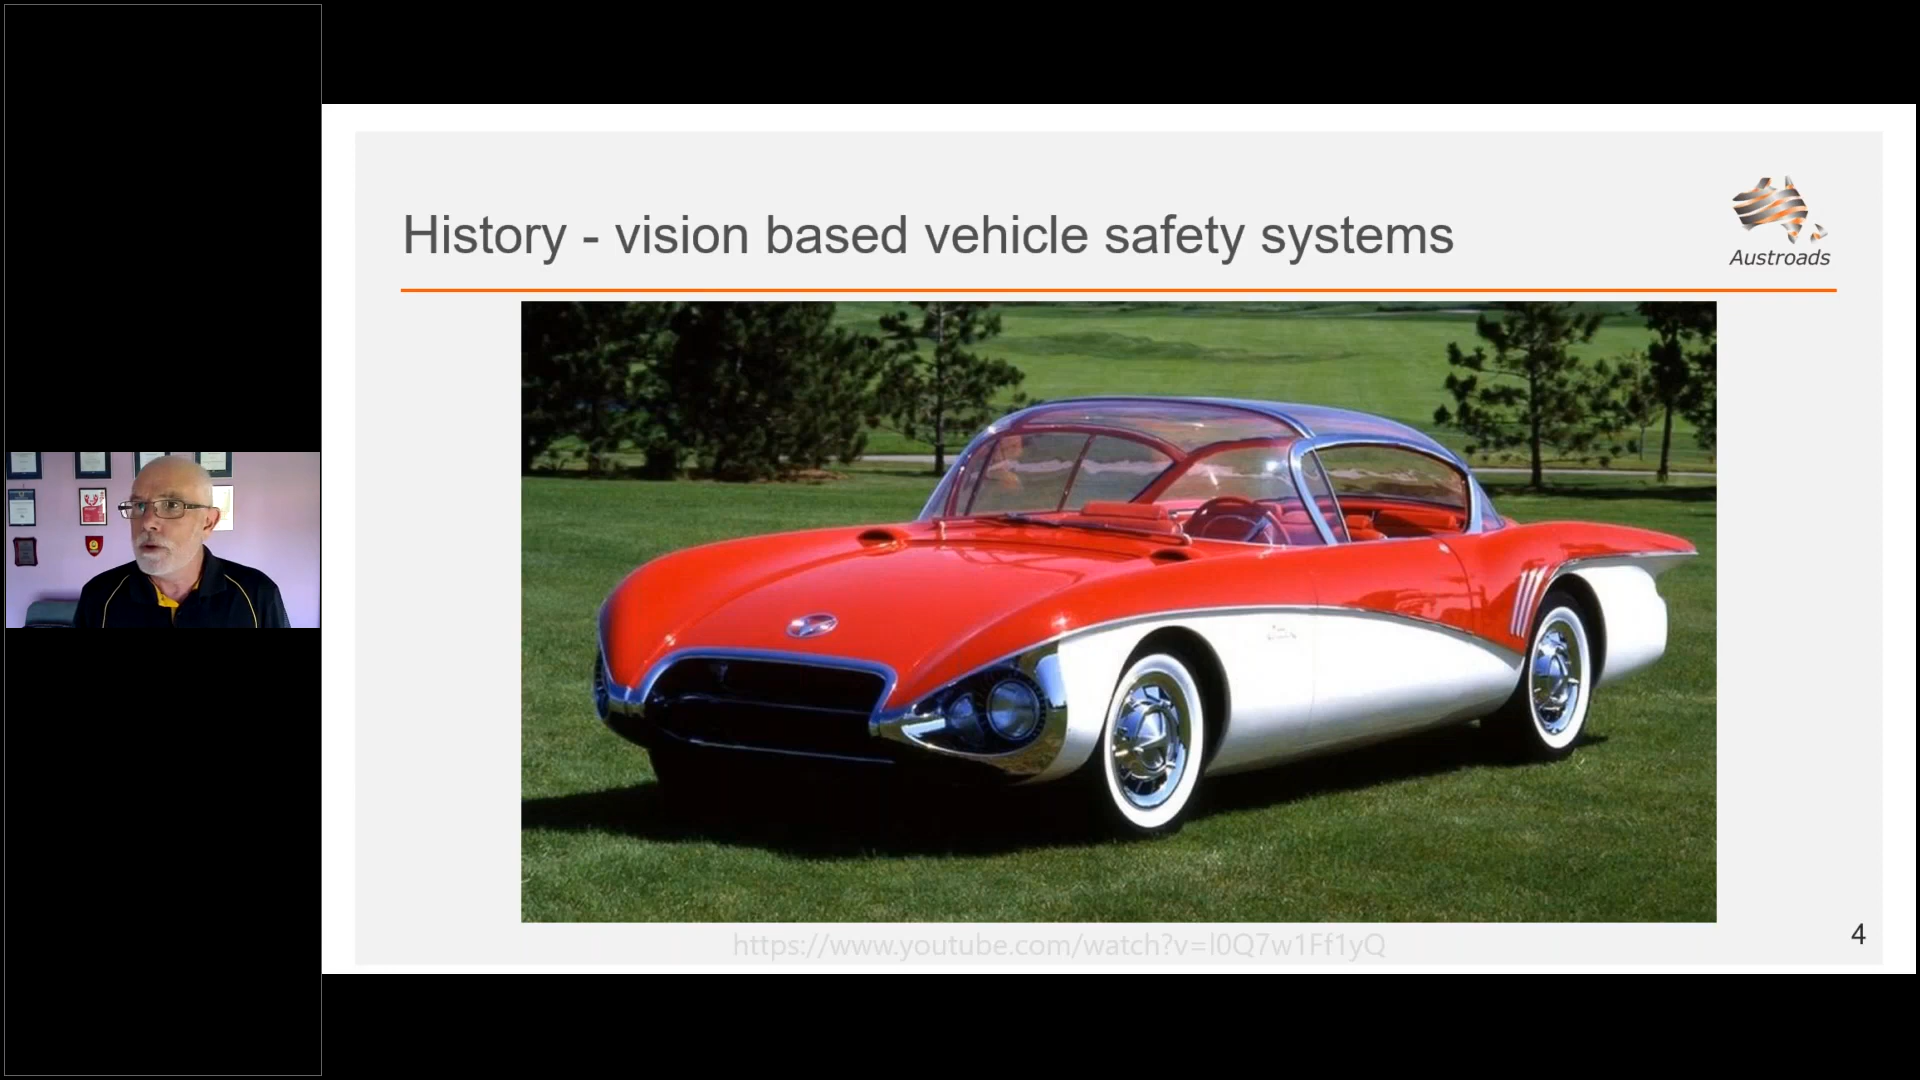 History - vision based vehicle safety systems
Austroads
https://www.youtube.com/watch?v=l0Q7w1Ff1yQ
4